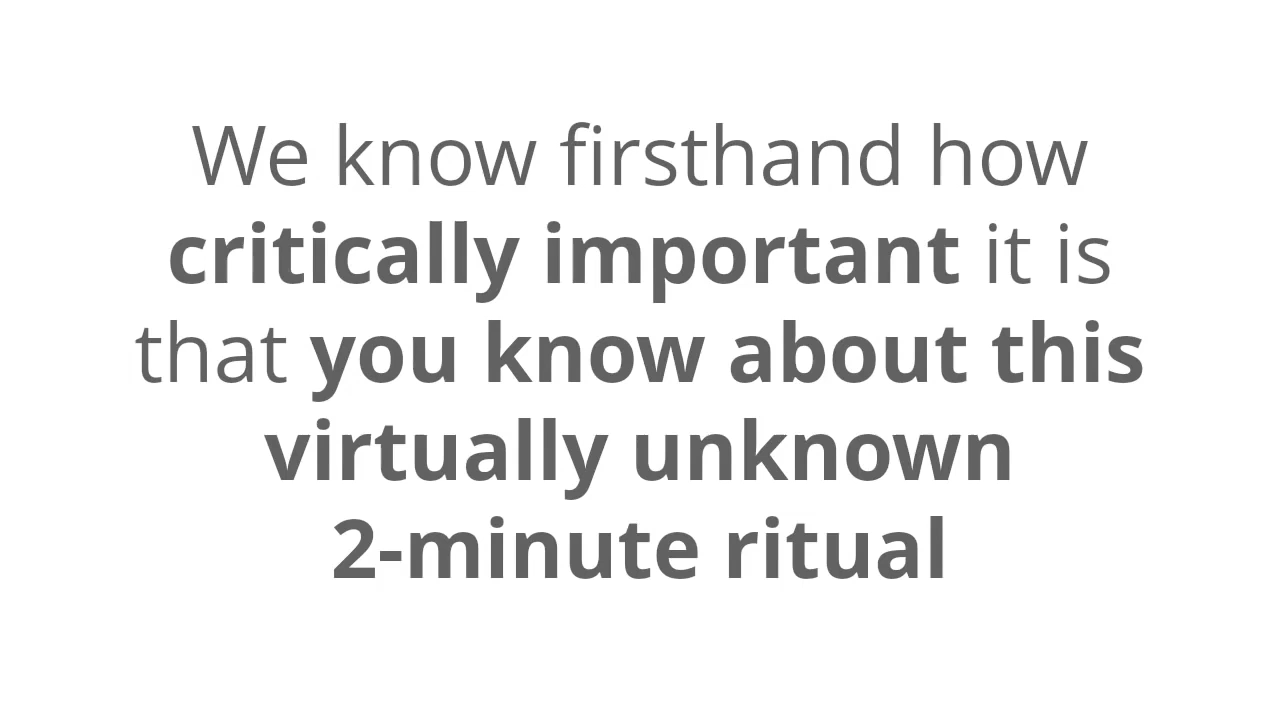 We know firsthand how
critically important it is
that you know about this
virtually unknown
2-minute ritual